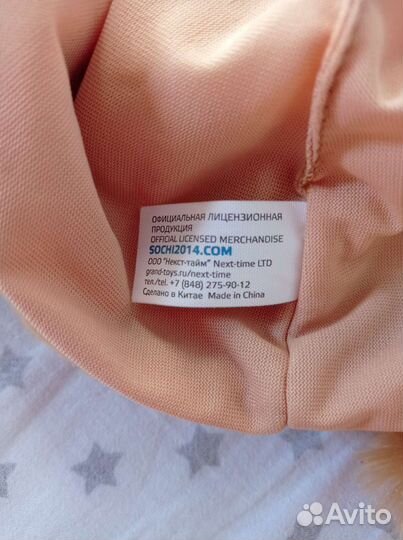 ОФИЦИАЛЬНАЯ ЛИЦЕНЗИОННАЯ
ПРОДУКЦИЯ
OFFICIAL LICENSED MERCHANDISE
SOCHI2014.COM
ООО "Некст-тайм" Next-time LTD
grand-toys.ru/next-time
тел./tel. +7 (848) 275-90-12
Сделано в Китае Made in China
Avito